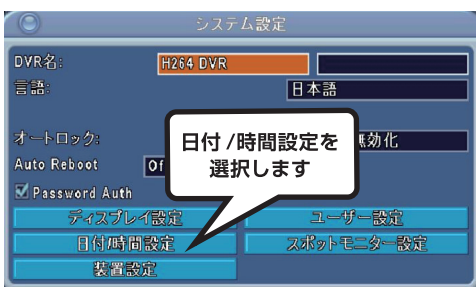 システム設定
DVR名: H264 DVR
言語: 日本語
オートロック: 無効化
Auto Reboot Of
Password Auth
日付/時間設定を
選択します
ディスプレイ設定 ユーザー設定
日付/時間設定 スポットモニター設定
装置設定